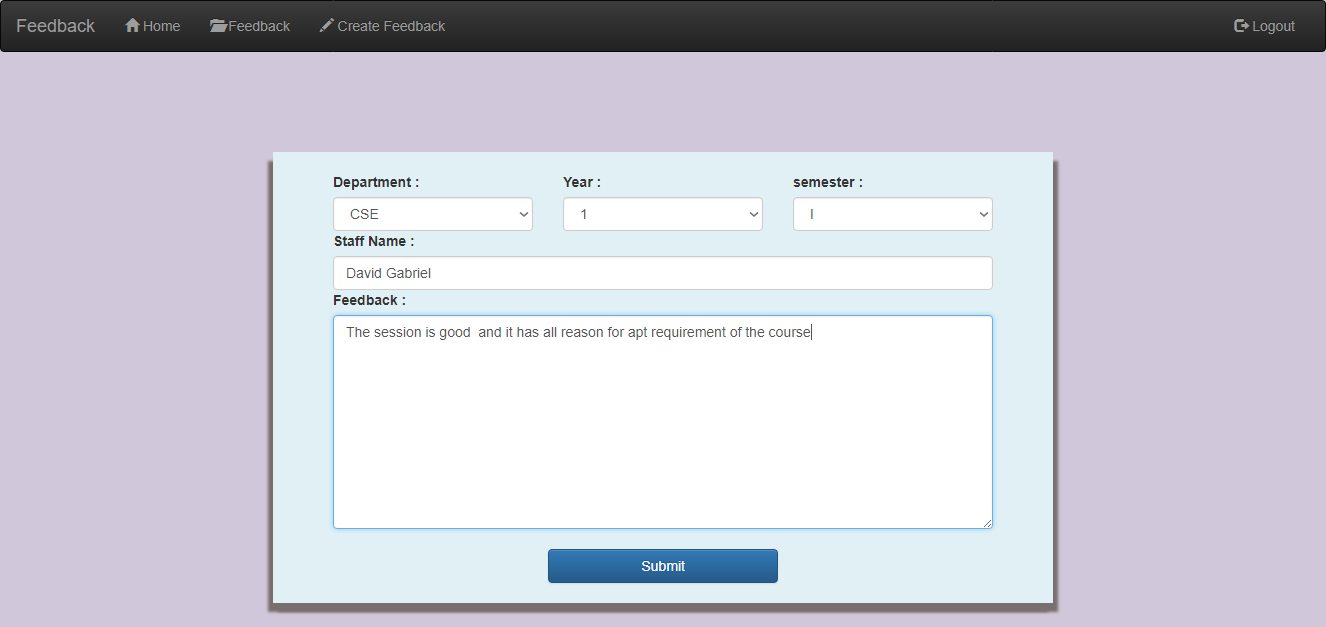 Feedback Home Feedback Create Feedback Logout
Department : Year : semester :
CSE 1 I
Staff Name :
David Gabriel
Feedback :
The session is good  and it has all reason for apt requirement of the course
Submit